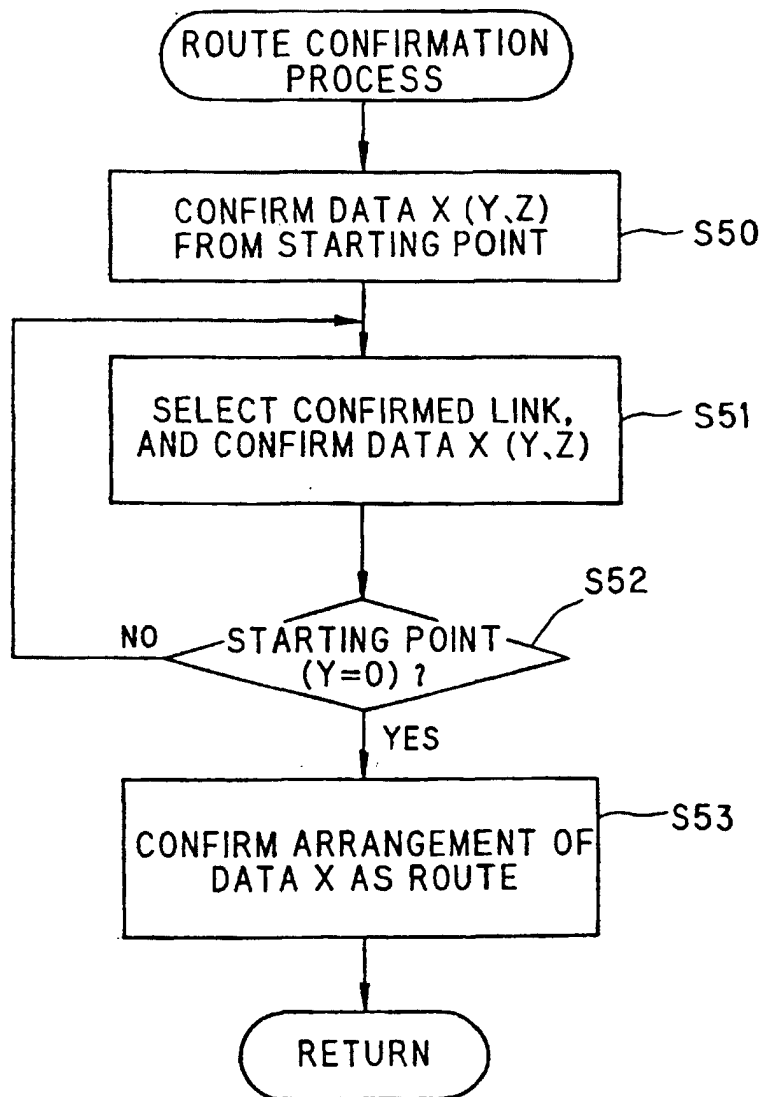 ROUTE CONFIRMATION
PROCESS
CONFIRM DATA X (Y、Z)
FROM STARTING POINT
S50
SELECT CONFIRMED LINK,
AND CONFIRM DATA X (Y、Z)
S51
S52
NO
STARTING POINT
(Y=0) ?
YES
S53
CONFIRM ARRANGEMENT OF
DATA X AS ROUTE
RETURN